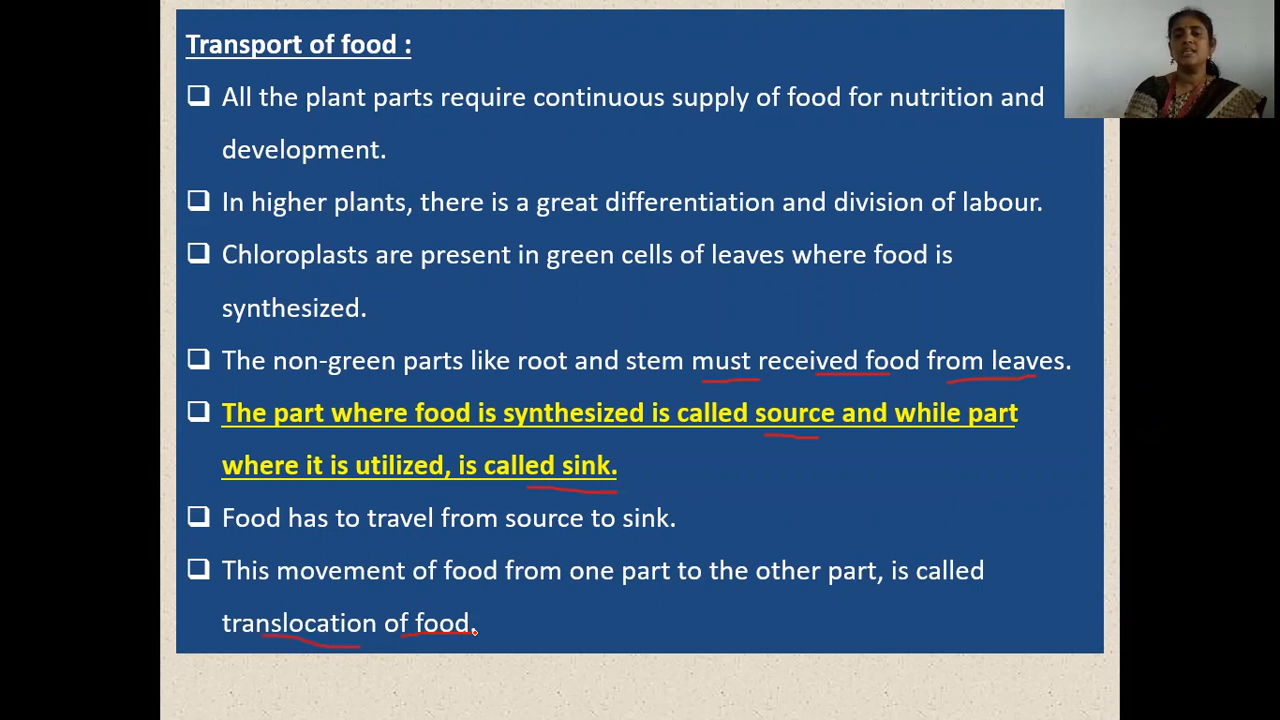 Transport of food :
❑ All the plant parts require continuous supply of food for nutrition and
development.
❑ In higher plants, there is a great differentiation and division of labour.
❑ Chloroplasts are present in green cells of leaves where food is
synthesized.
❑ The non-green parts like root and stem must received food from leaves.
❑ The part where food is synthesized is called source and while part
where it is utilized, is called sink.
❑ Food has to travel from source to sink.
❑ This movement of food from one part to the other part, is called
translocation of food.